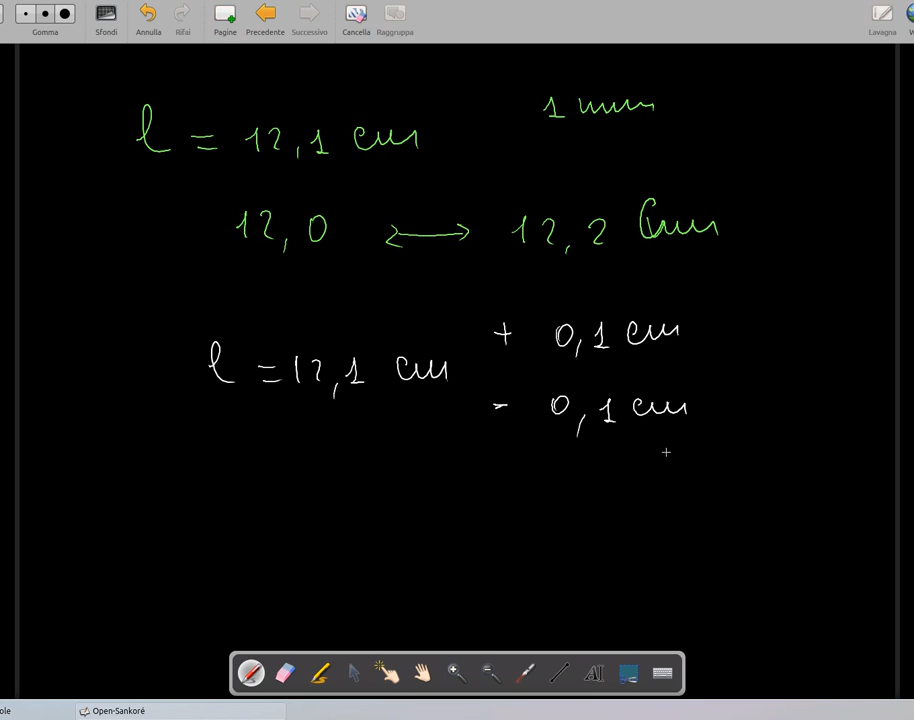 Gomma Sfondi Annulla Rifai Pagine Precedente Successivo Cancella Raggruppa Lavagna
l = 12,1 cm 1 mm
12,0 ↔ 12,2 cm
l = 12,1 cm + 0,1 cm
- 0,1 cm
ole Open-Sankoré